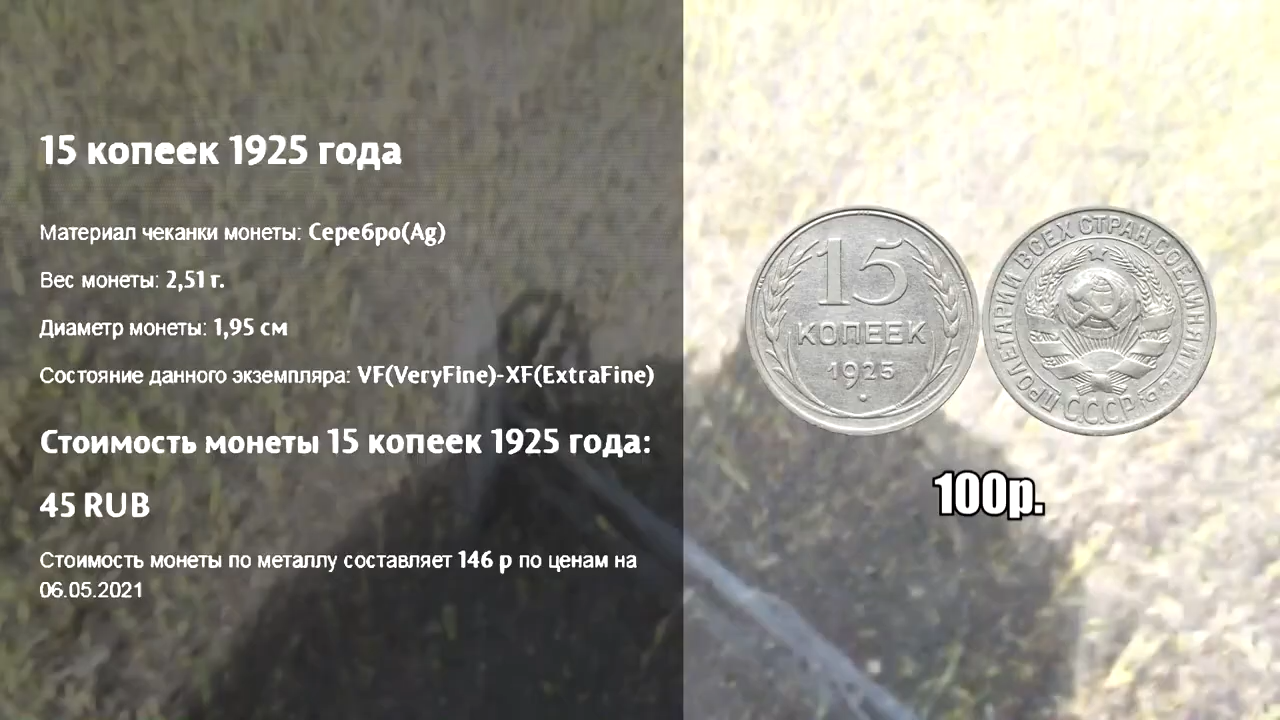 15 копеек 1925 года
Материал чеканки монеты: Серебро(Ag)
Вес монеты: 2,51 г.
Диаметр монеты: 1,95 см
Состояние данного экземпляра: VF(VeryFine)-XF(ExtraFine)
Стоимость монеты 15 копеек 1925 года:
45 RUB
Стоимость монеты по металлу составляет 146 р по ценам на
06.05.2021
15
КОПЕЕК
1925
ПРОЛЕТАРИИ ВСЕХ СТРАН, СОЕДИНЯЙТЕСЬ
С.С.С.Р.
100р.